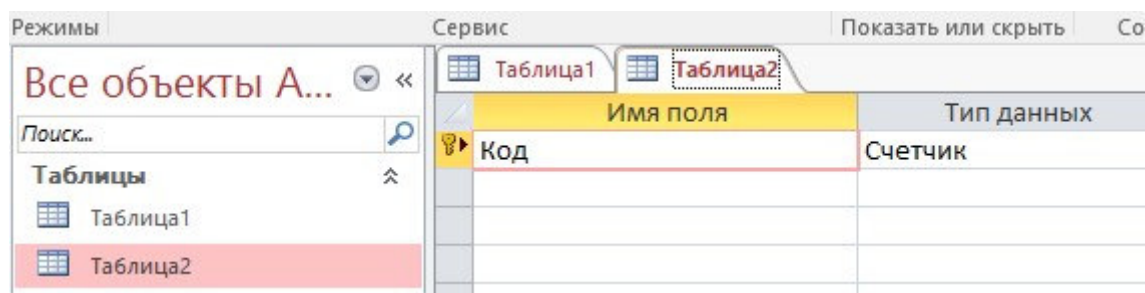 Режимы Сервис Показать или скрыть Со
Все объекты А... «
Таблица1 Таблица2
Поиск...
Имя поля Тип данных
Код Счетчик
Таблицы
Таблица1
Таблица2